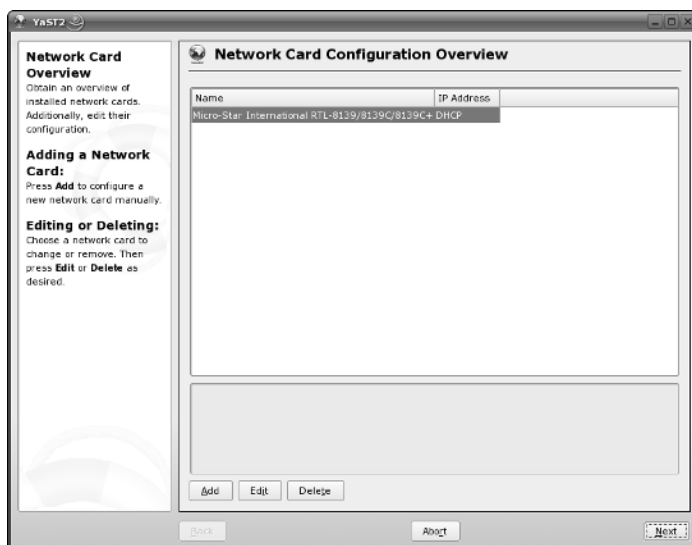 YaST2
Network Card
Overview
Obtain an overview of
installed network cards.
Additionally, edit their
configuration.
Adding a Network
Card:
Press Add to configure a
new network card manually.
Editing or Deleting:
Choose a network card to
change or remove. Then
press Edit or Delete as
desired.
Network Card Configuration Overview
Name IP Address
Micro-Star International RTL-8139/8139C/8139C+ DHCP
Add Edit Delete
Back Abort Next